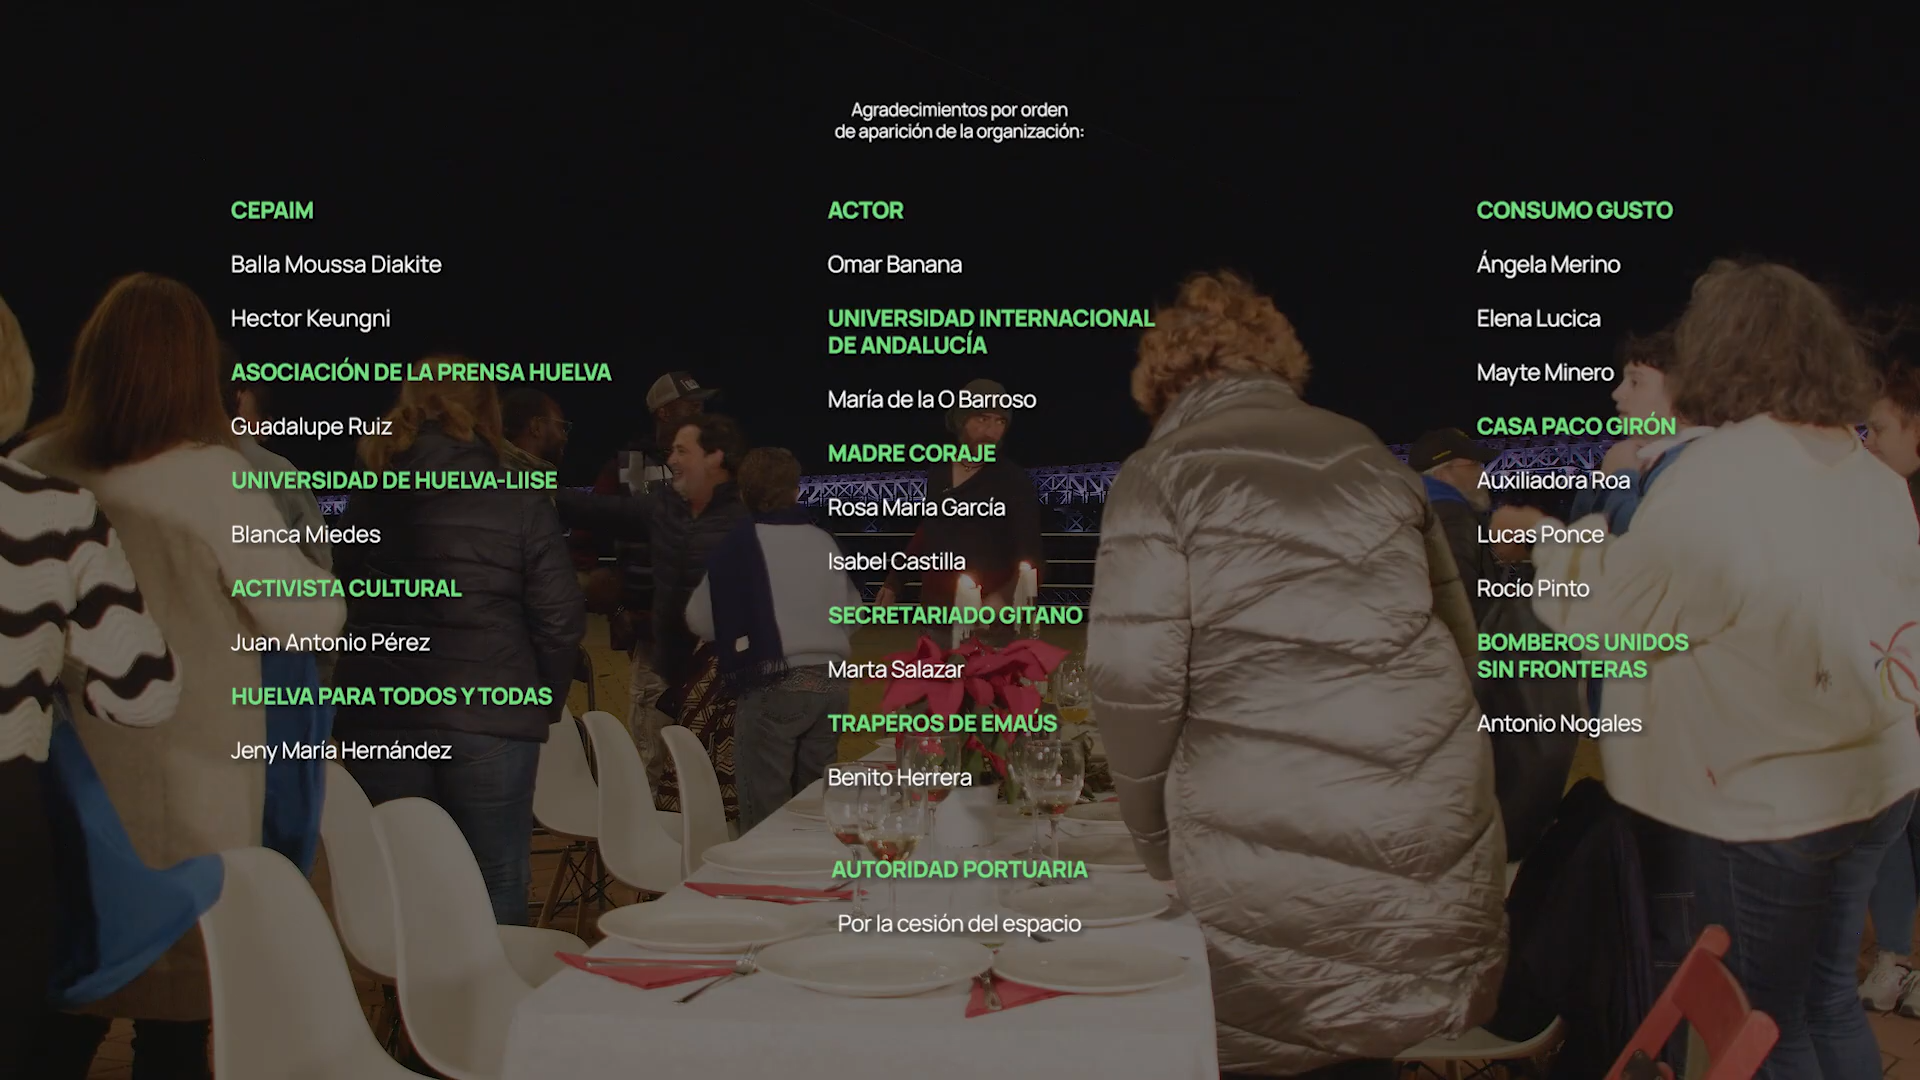 Agradecimientos por orden
de aparición de la organización:
CEPAIM
Balla Moussa Diakite
Hector Keungni
ASOCIACIÓN DE LA PRENSA HUELVA
Guadalupe Ruiz
UNIVERSIDAD DE HUELVA-LIISE
Blanca Miedes
ACTIVISTA CULTURAL
Juan Antonio Pérez
HUELVA PARA TODOS Y TODAS
Jeny María Hernández
ACTOR
Omar Banana
UNIVERSIDAD INTERNACIONAL
DE ANDALUCÍA
María de la O Barroso
MADRE CORAJE
Rosa María García
Isabel Castilla
SECRETARIADO GITANO
Marta Salazar
TRAPEROS DE EMAÚS
Benito Herrera
CONSUMO GUSTO
Ángela Merino
Elena Lucica
Mayte Minero
CASA PACO GIRÓN
Auxiliadora Roa
Lucas Ponce
Rocío Pinto
BOMBEROS UNIDOS
SIN FRONTERAS
Antonio Nogales
AUTORIDAD PORTUARIA
Por la cesión del espacio